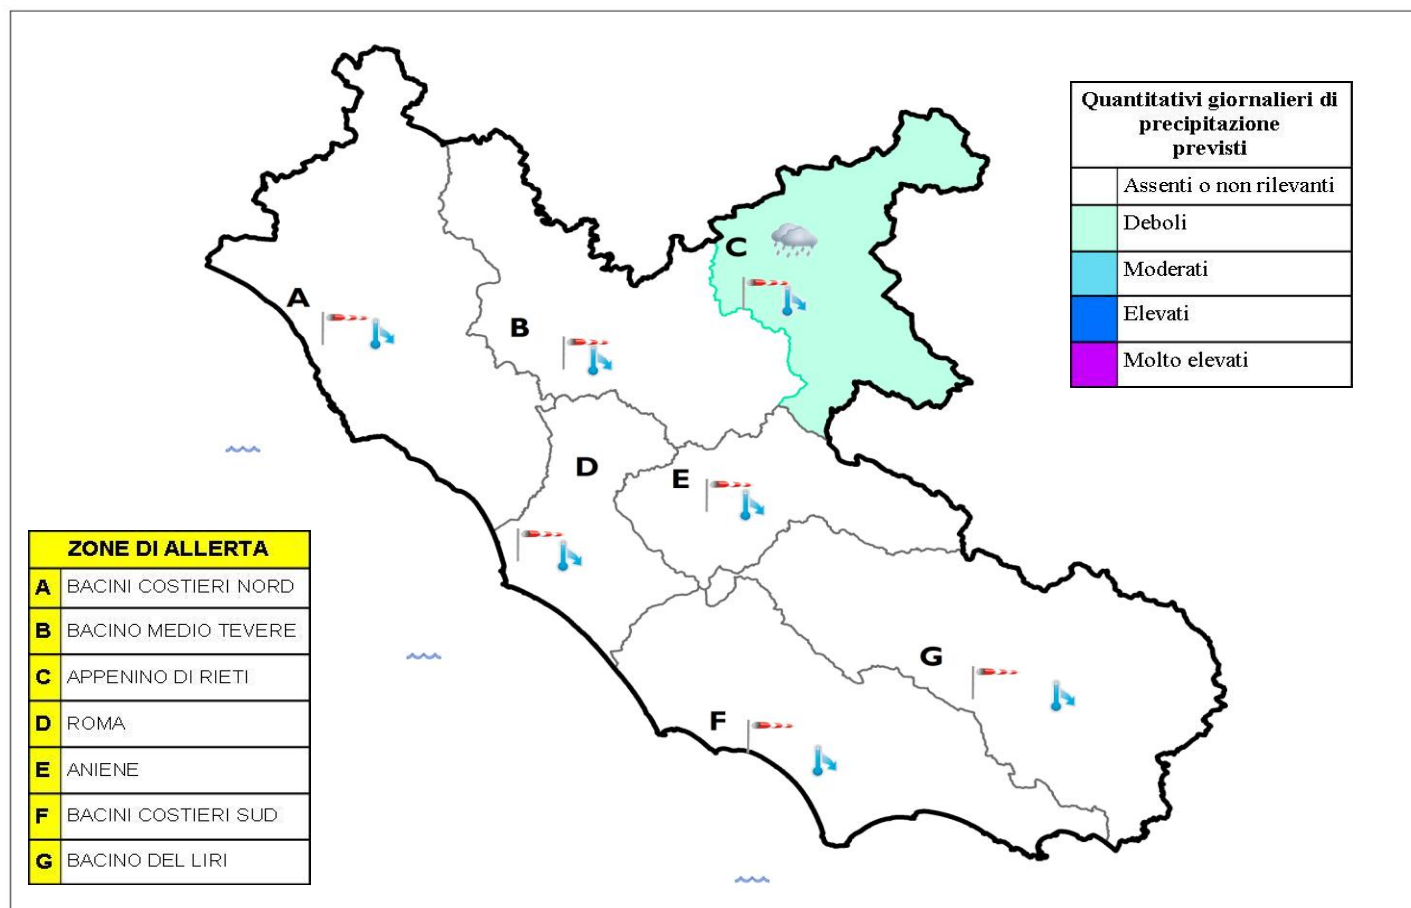 Quantitativi giornalieri di
precipitazione
previsti
Assenti o non rilevanti
Deboli
Moderati
Elevati
Molto elevati
C
A
B
D
E
G
F
ZONE DI ALLERTA
A BACINI COSTIERI NORD
B BACINO MEDIO TEVERE
C APPENINO DI RIETI
D ROMA
E ANIENE
F BACINI COSTIERI SUD
G BACINO DEL LIRI